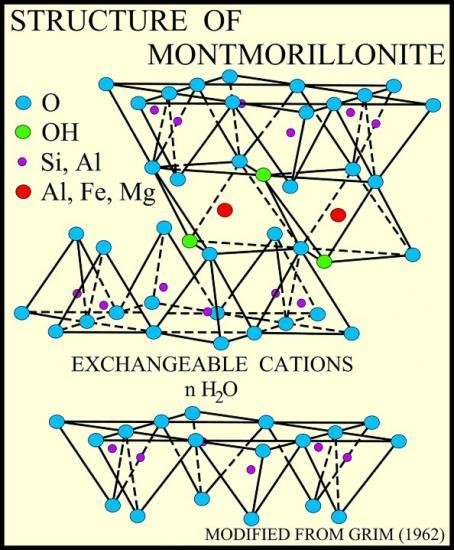 STRUCTURE OF
MONTMORILLONITE
O
OH
Si, Al
Al, Fe, Mg
EXCHANGEABLE CATIONS
n H₂O
MODIFIED FROM GRIM (1962)